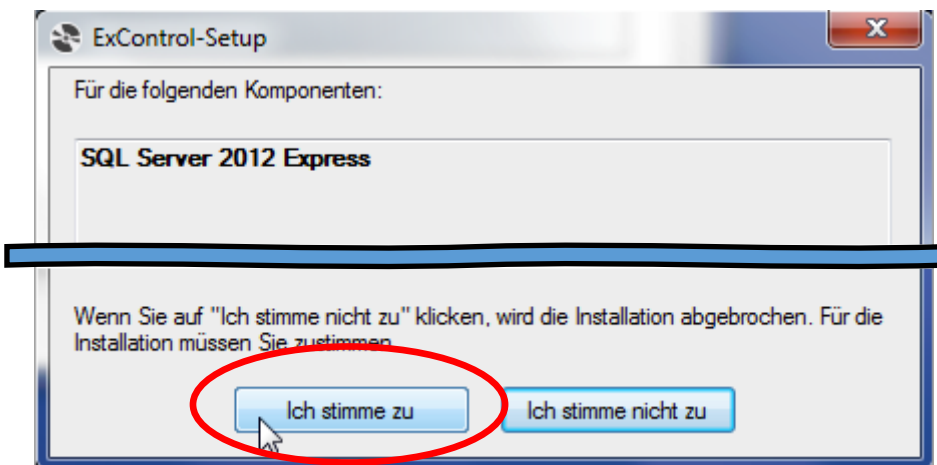 ExControl-Setup
Für die folgenden Komponenten:
SQL Server 2012 Express
Wenn Sie auf "Ich stimme nicht zu" klicken, wird die Installation abgebrochen. Für die
Installation müssen Sie zustimmen.
Ich stimme zu
Ich stimme nicht zu